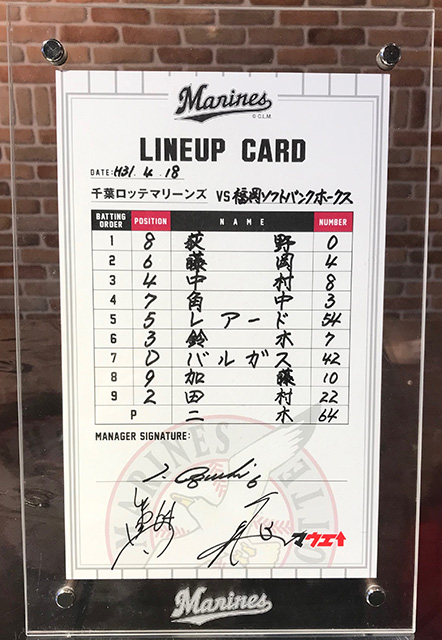 Marines
© C.L.M.
LINEUP CARD
DATE: H31. 4. 18
千葉ロッテマリーンズ VS 福岡ソフトバンクホークス
BATTING ORDER POSITION NAME NUMBER
1 8 荻野 0
2 6 藤岡 4
3 4 中村 8
4 7 角中 3
5 5 レアード 54
6 3 鈴木 7
7 D バルガス 42
8 9 加藤 10
9 2 田村 22
P 二木 64
MANAGER SIGNATURE:
MARINES
マウエ↑
Marines